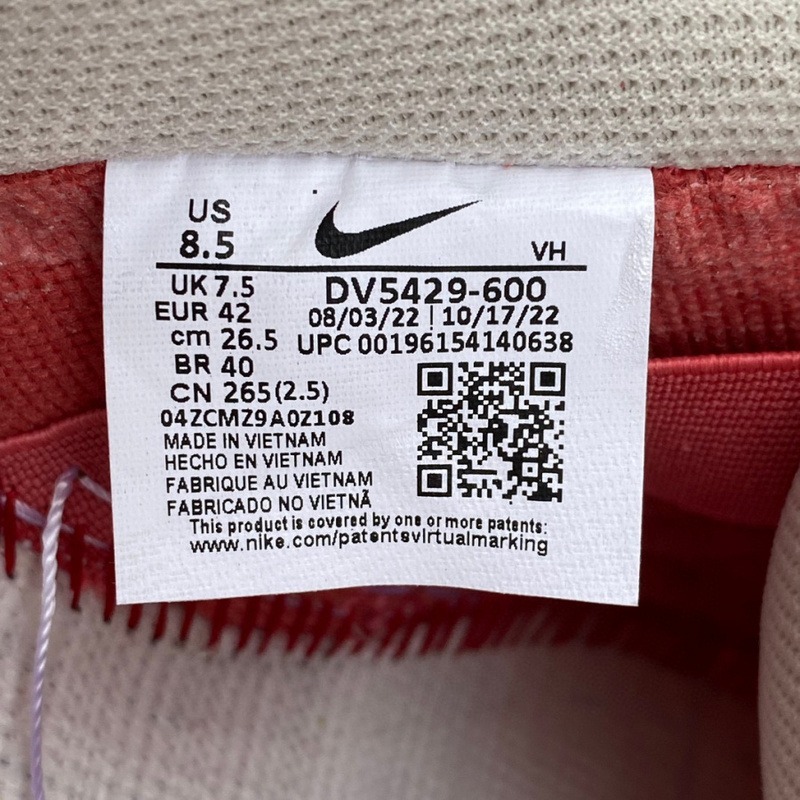 US
8.5
VH
UK 7.5
DV5429-600
EUR 42
08/03/22 | 10/17/22
cm 26.5
UPC 00196154140638
BR 40
CN 265(2.5)
04ZCMZ9A0Z108
MADE IN VIETNAM
HECHO EN VIETNAM
FABRIQUE AU VIETNAM
FABRICADO NO VIETNÃ
This product is covered by one or more patents:
www.nike.com/patentsvirtualmarking